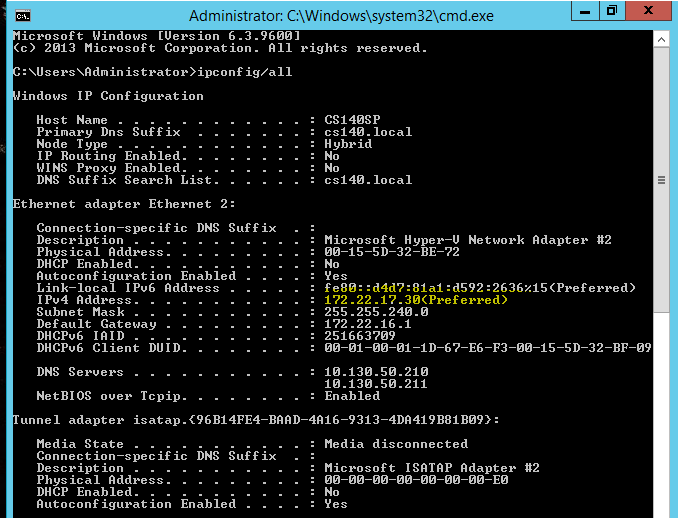 Administrator: C:\Windows\system32\cmd.exe
Microsoft Windows [Version 6.3.9600]
(c) 2013 Microsoft Corporation. All rights reserved.
C:\Users\Administrator>ipconfig/all
Windows IP Configuration
Host Name . . . . . . . . . . . . : CS140SP
Primary Dns Suffix . . . . . . . : cs140.local
Node Type . . . . . . . . . . . . : Hybrid
IP Routing Enabled. . . . . . . . : No
WINS Proxy Enabled. . . . . . . . : No
DNS Suffix Search List. . . . . . : cs140.local
Ethernet adapter Ethernet 2:
Connection-specific DNS Suffix . :
Description . . . . . . . . . . . : Microsoft Hyper-V Network Adapter #2
Physical Address. . . . . . . . . : 00-15-5D-32-BE-72
DHCP Enabled. . . . . . . . . . . : No
Autoconfiguration Enabled . . . . : Yes
Link-local IPv6 Address . . . . . : fe80::d4d7:81a1:d592:2636%15(Preferred)
IPv4 Address. . . . . . . . . . . : 172.22.17.30(Preferred)
Subnet Mask . . . . . . . . . . . : 255.255.240.0
Default Gateway . . . . . . . . . : 172.22.16.1
DHCPv6 IAID . . . . . . . . . . . : 251663709
DHCPv6 Client DUID. . . . . . . . : 00-01-00-01-1D-67-E6-F3-00-15-5D-32-BF-09
DNS Servers . . . . . . . . . . . : 10.130.50.210
10.130.50.211
NetBIOS over Tcpip. . . . . . . . : Enabled
Tunnel adapter isatap.{96B14FE4-BAAD-4A16-9313-4DA419B81B09}:
Media State . . . . . . . . . . . : Media disconnected
Connection-specific DNS Suffix . :
Description . . . . . . . . . . . : Microsoft ISATAP Adapter #2
Physical Address. . . . . . . . . : 00-00-00-00-00-00-00-E0
DHCP Enabled. . . . . . . . . . . : No
Autoconfiguration Enabled . . . . : Yes